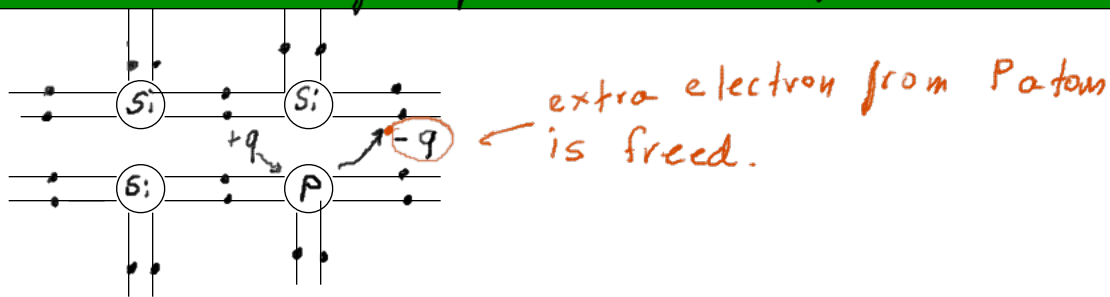 Si
Si
extra electron from P atom
is freed.
+q
-q
Si
P